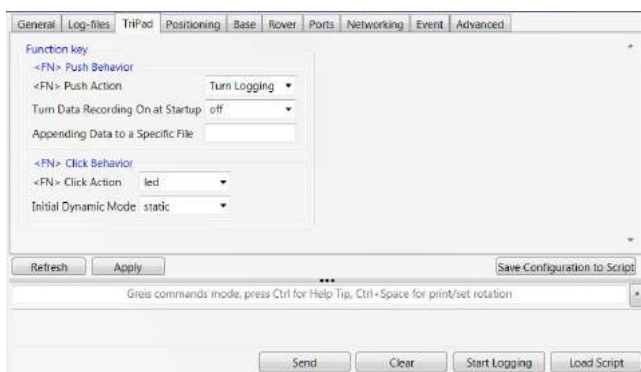 General Log-files TriPad Positioning Base Rover Ports Networking Event Advanced
Function key
<FN> Push Behavior
<FN> Push Action Turn Logging
Turn Data Recording On at Startup off
Appending Data to a Specific File
<FN> Click Behavior
<FN> Click Action led
Initial Dynamic Mode static
Refresh Apply Save Configuration to Script
Greis commands mode, press Ctrl for Help Tip, Ctrl+Space for print/set rotation
Send Clear Start Logging Load Script